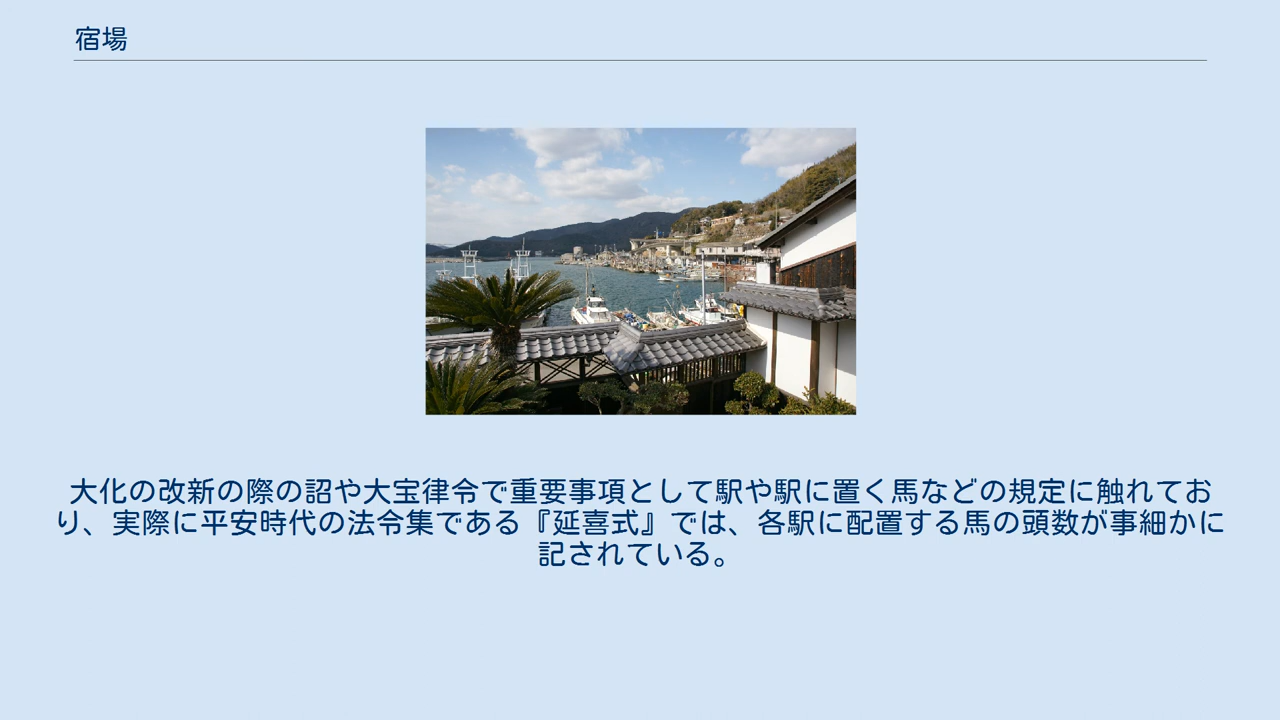 宿場
大化の改新の際の詔や大宝律令で重要事項として駅や駅に置く馬などの規定に触れてお
り、実際に平安時代の法令集である『延喜式』では、各駅に配置する馬の頭数が事細かに
記されている。